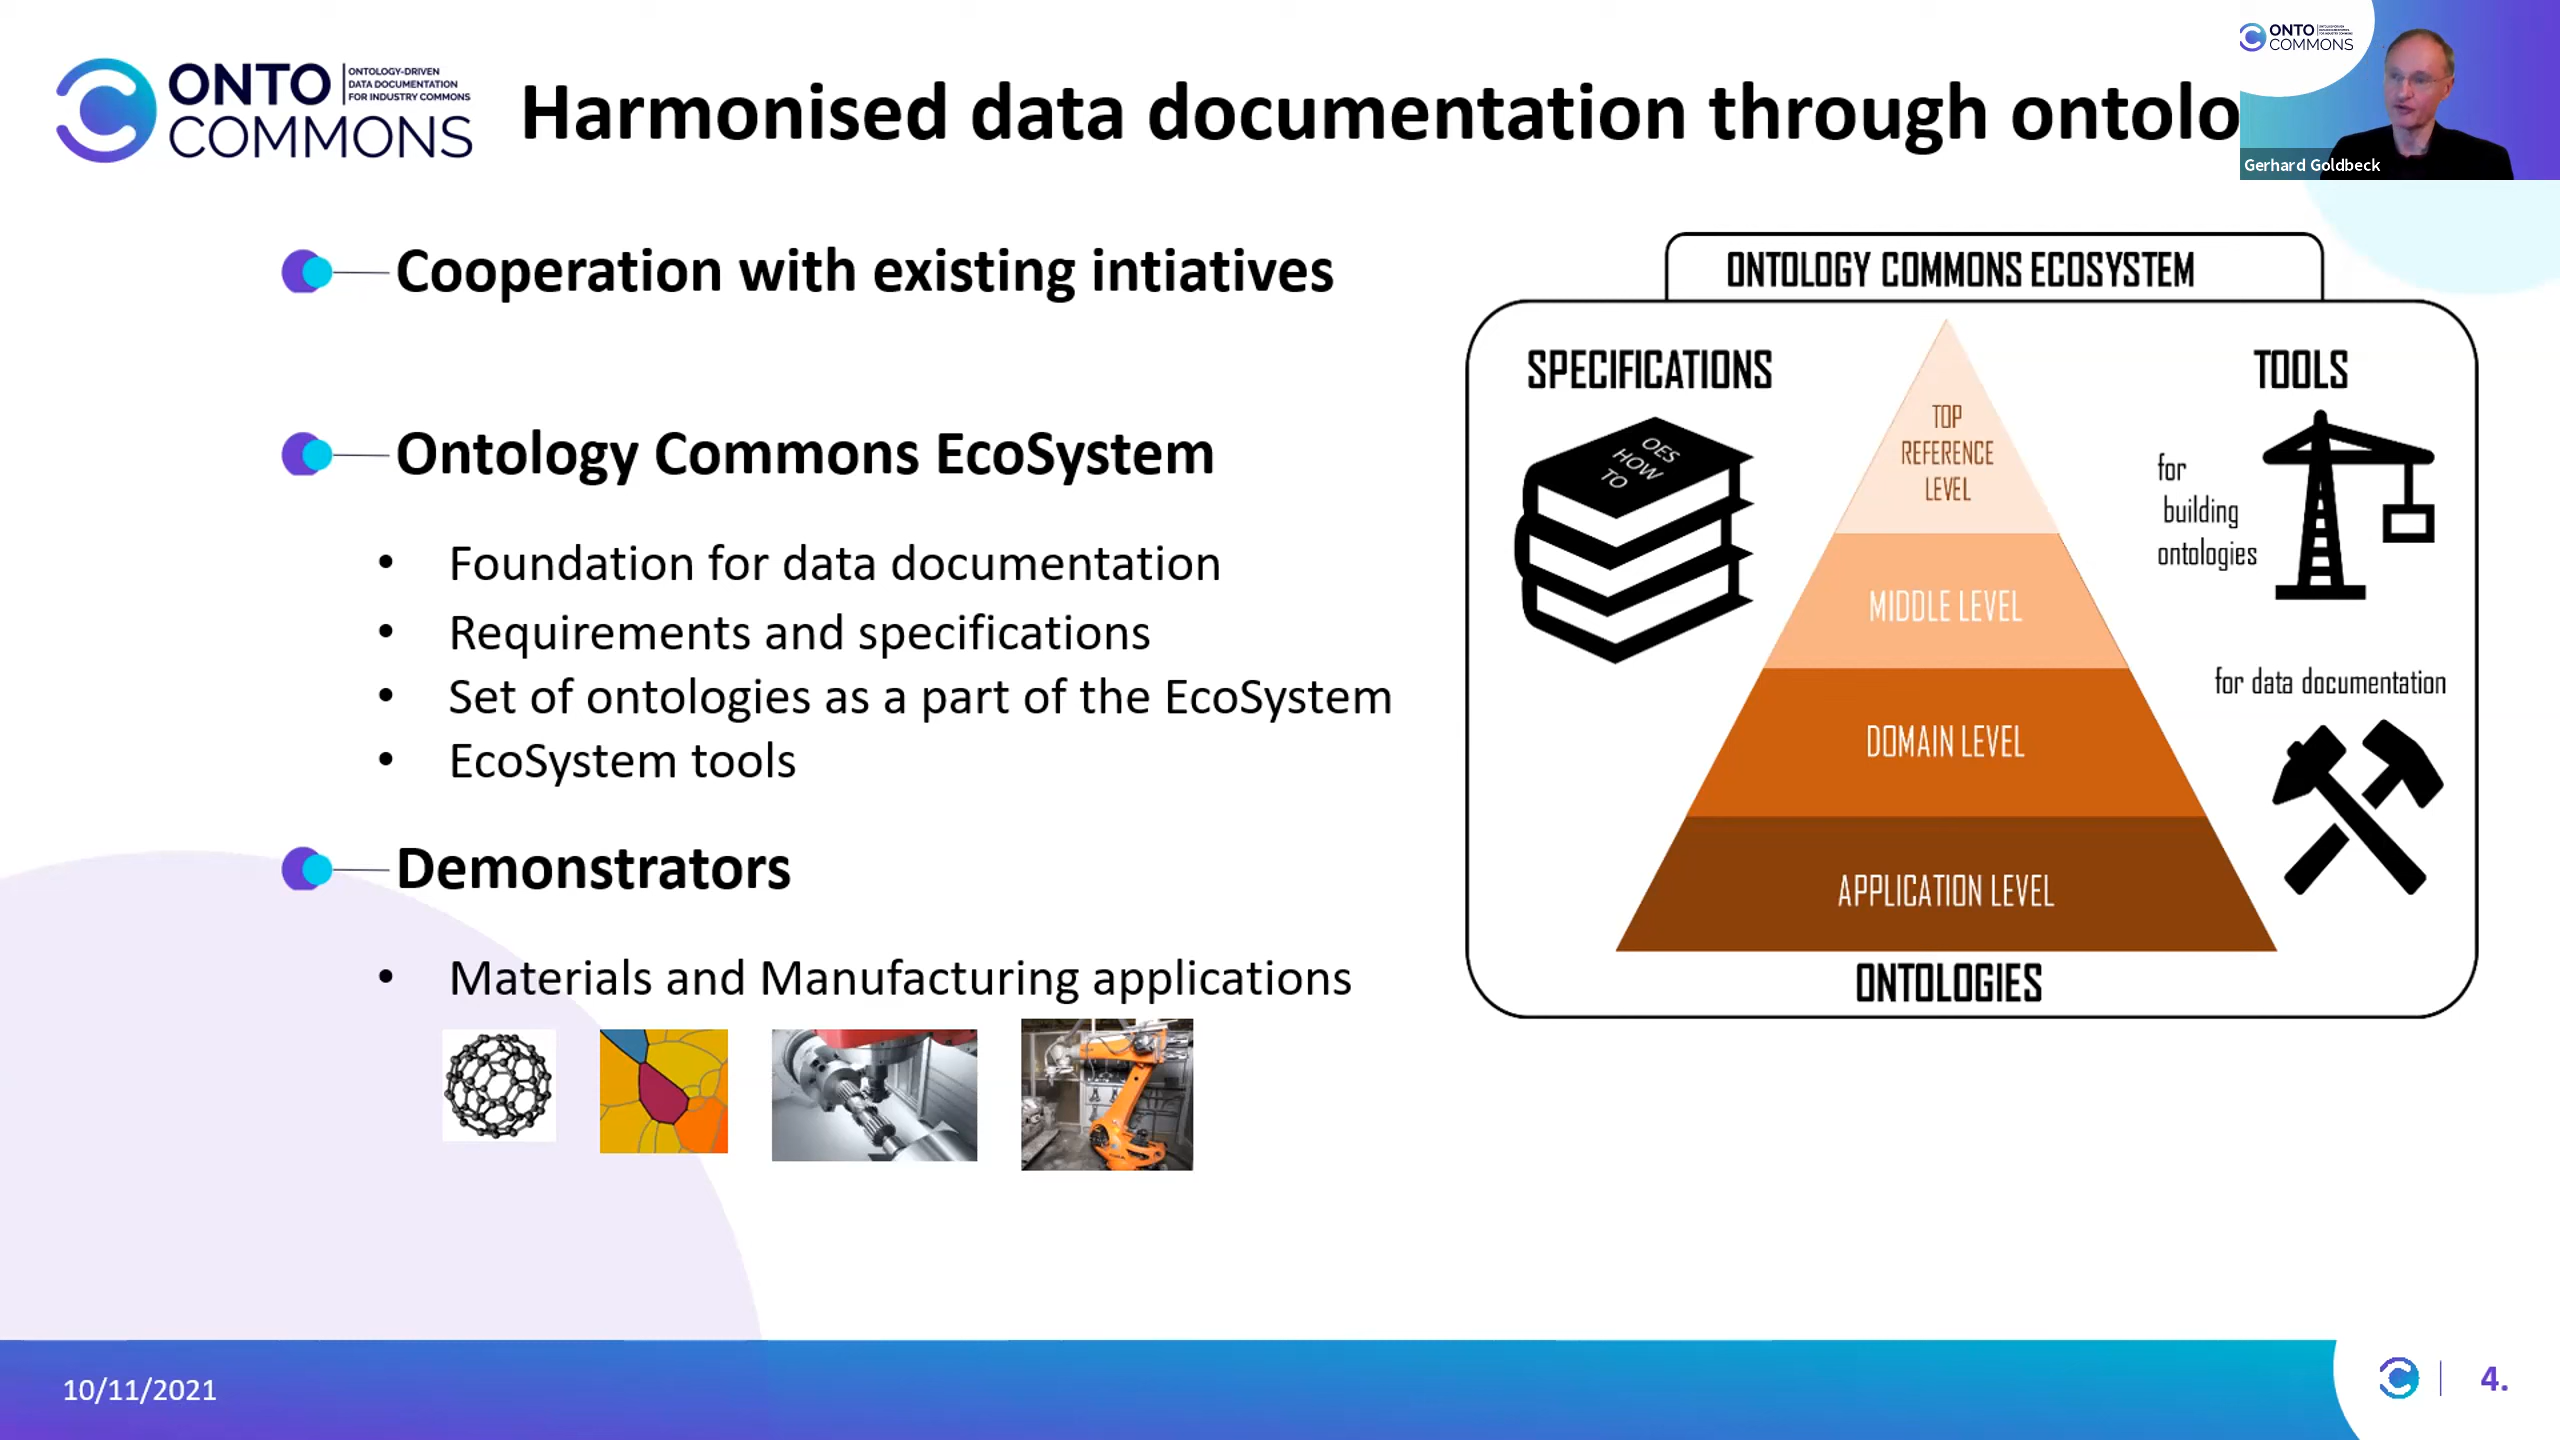 ONTO
COMMONS
ONTOLOGY-DRIVEN
DATA DOCUMENTATION
FOR INDUSTRY COMMONS
Harmonised data documentation through ontolo
ONTO
COMMONS
Gerhard Goldbeck
Cooperation with existing intiatives
Ontology Commons EcoSystem
• Foundation for data documentation
• Requirements and specifications
• Set of ontologies as a part of the EcoSystem
• EcoSystem tools
Demonstrators
• Materials and Manufacturing applications
ONTOLOGY COMMONS ECOSYSTEM
SPECIFICATIONS
OES
HOW
TO
TOP
REFERENCE
LEVEL
MIDDLE LEVEL
DOMAIN LEVEL
APPLICATION LEVEL
ONTOLOGIES
TOOLS
for
building
ontologies
for data documentation
10/11/2021
4.